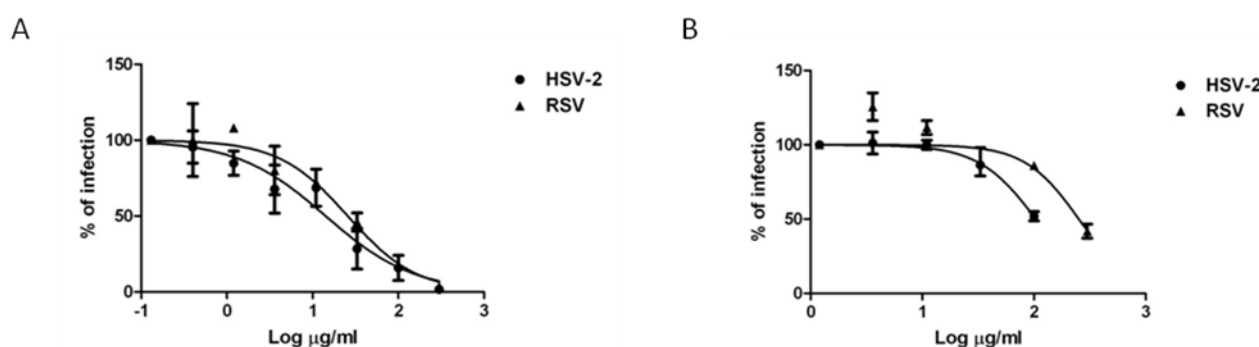 A
B
150
100
50
0
% of infection
-1
0
1
2
3
Log µg/ml
HSV-2
RSV
150
100
50
0
% of infection
0
1
2
3
Log µg/ml
HSV-2
RSV